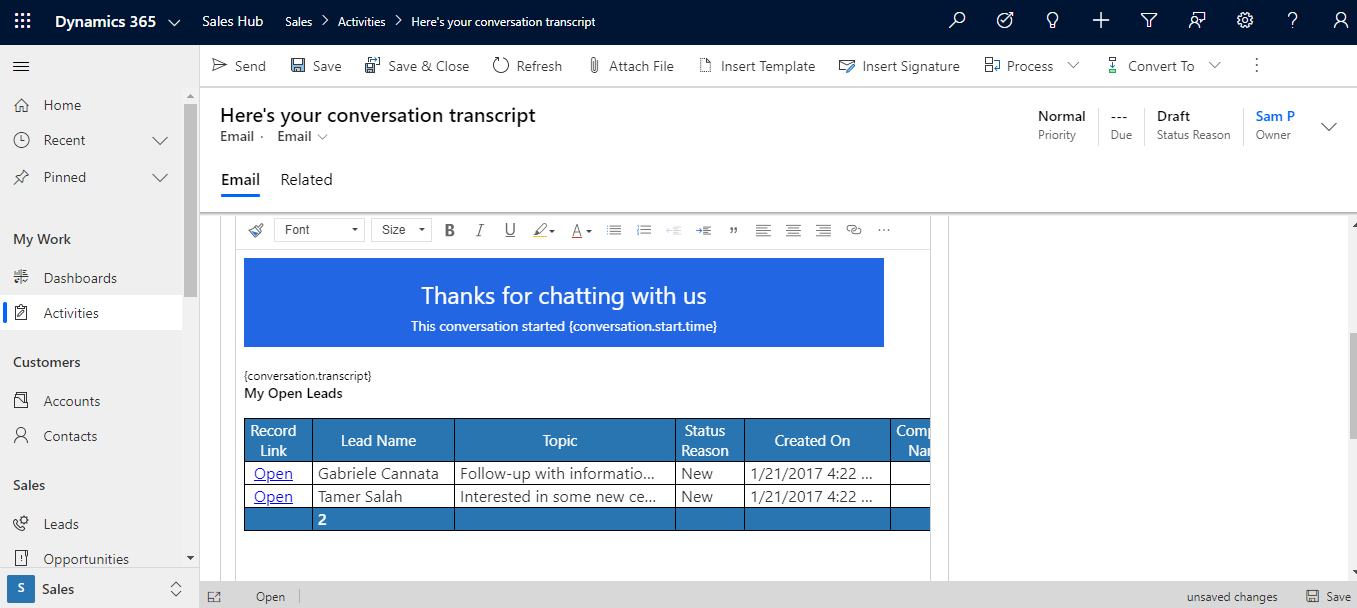 Dynamics 365 Sales Hub Sales Activities Here's your conversation transcript ?
Send Save Save & Close Refresh Attach File Insert Template Insert Signature Process Convert To
Home
Recent
Pinned
My Work
Dashboards
Activities
Customers
Accounts
Contacts
Sales
Leads
Opportunities
S Sales
Here's your conversation transcript
Email · Email
Normal
Priority
---
Due
Draft
Status Reason
Sam P
Owner
Email Related
Font Size B I U A ” ...
Thanks for chatting with us
This conversation started {conversation.start.time}
{conversation.transcript}
My Open Leads
Record Link Lead Name Topic Status Reason Created On
Open Gabriele Cannata Follow-up with informatio... New 1/21/2017 4:22 ...
Open Tamer Salah Interested in some new ce... New 1/21/2017 4:22 ...
2
Open unsaved changes Save